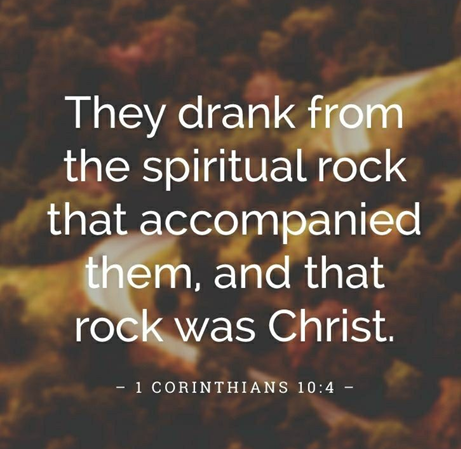 They drank from
the spiritual rock
that accompanied
them, and that
rock was Christ.
– 1 CORINTHIANS 10:4 –